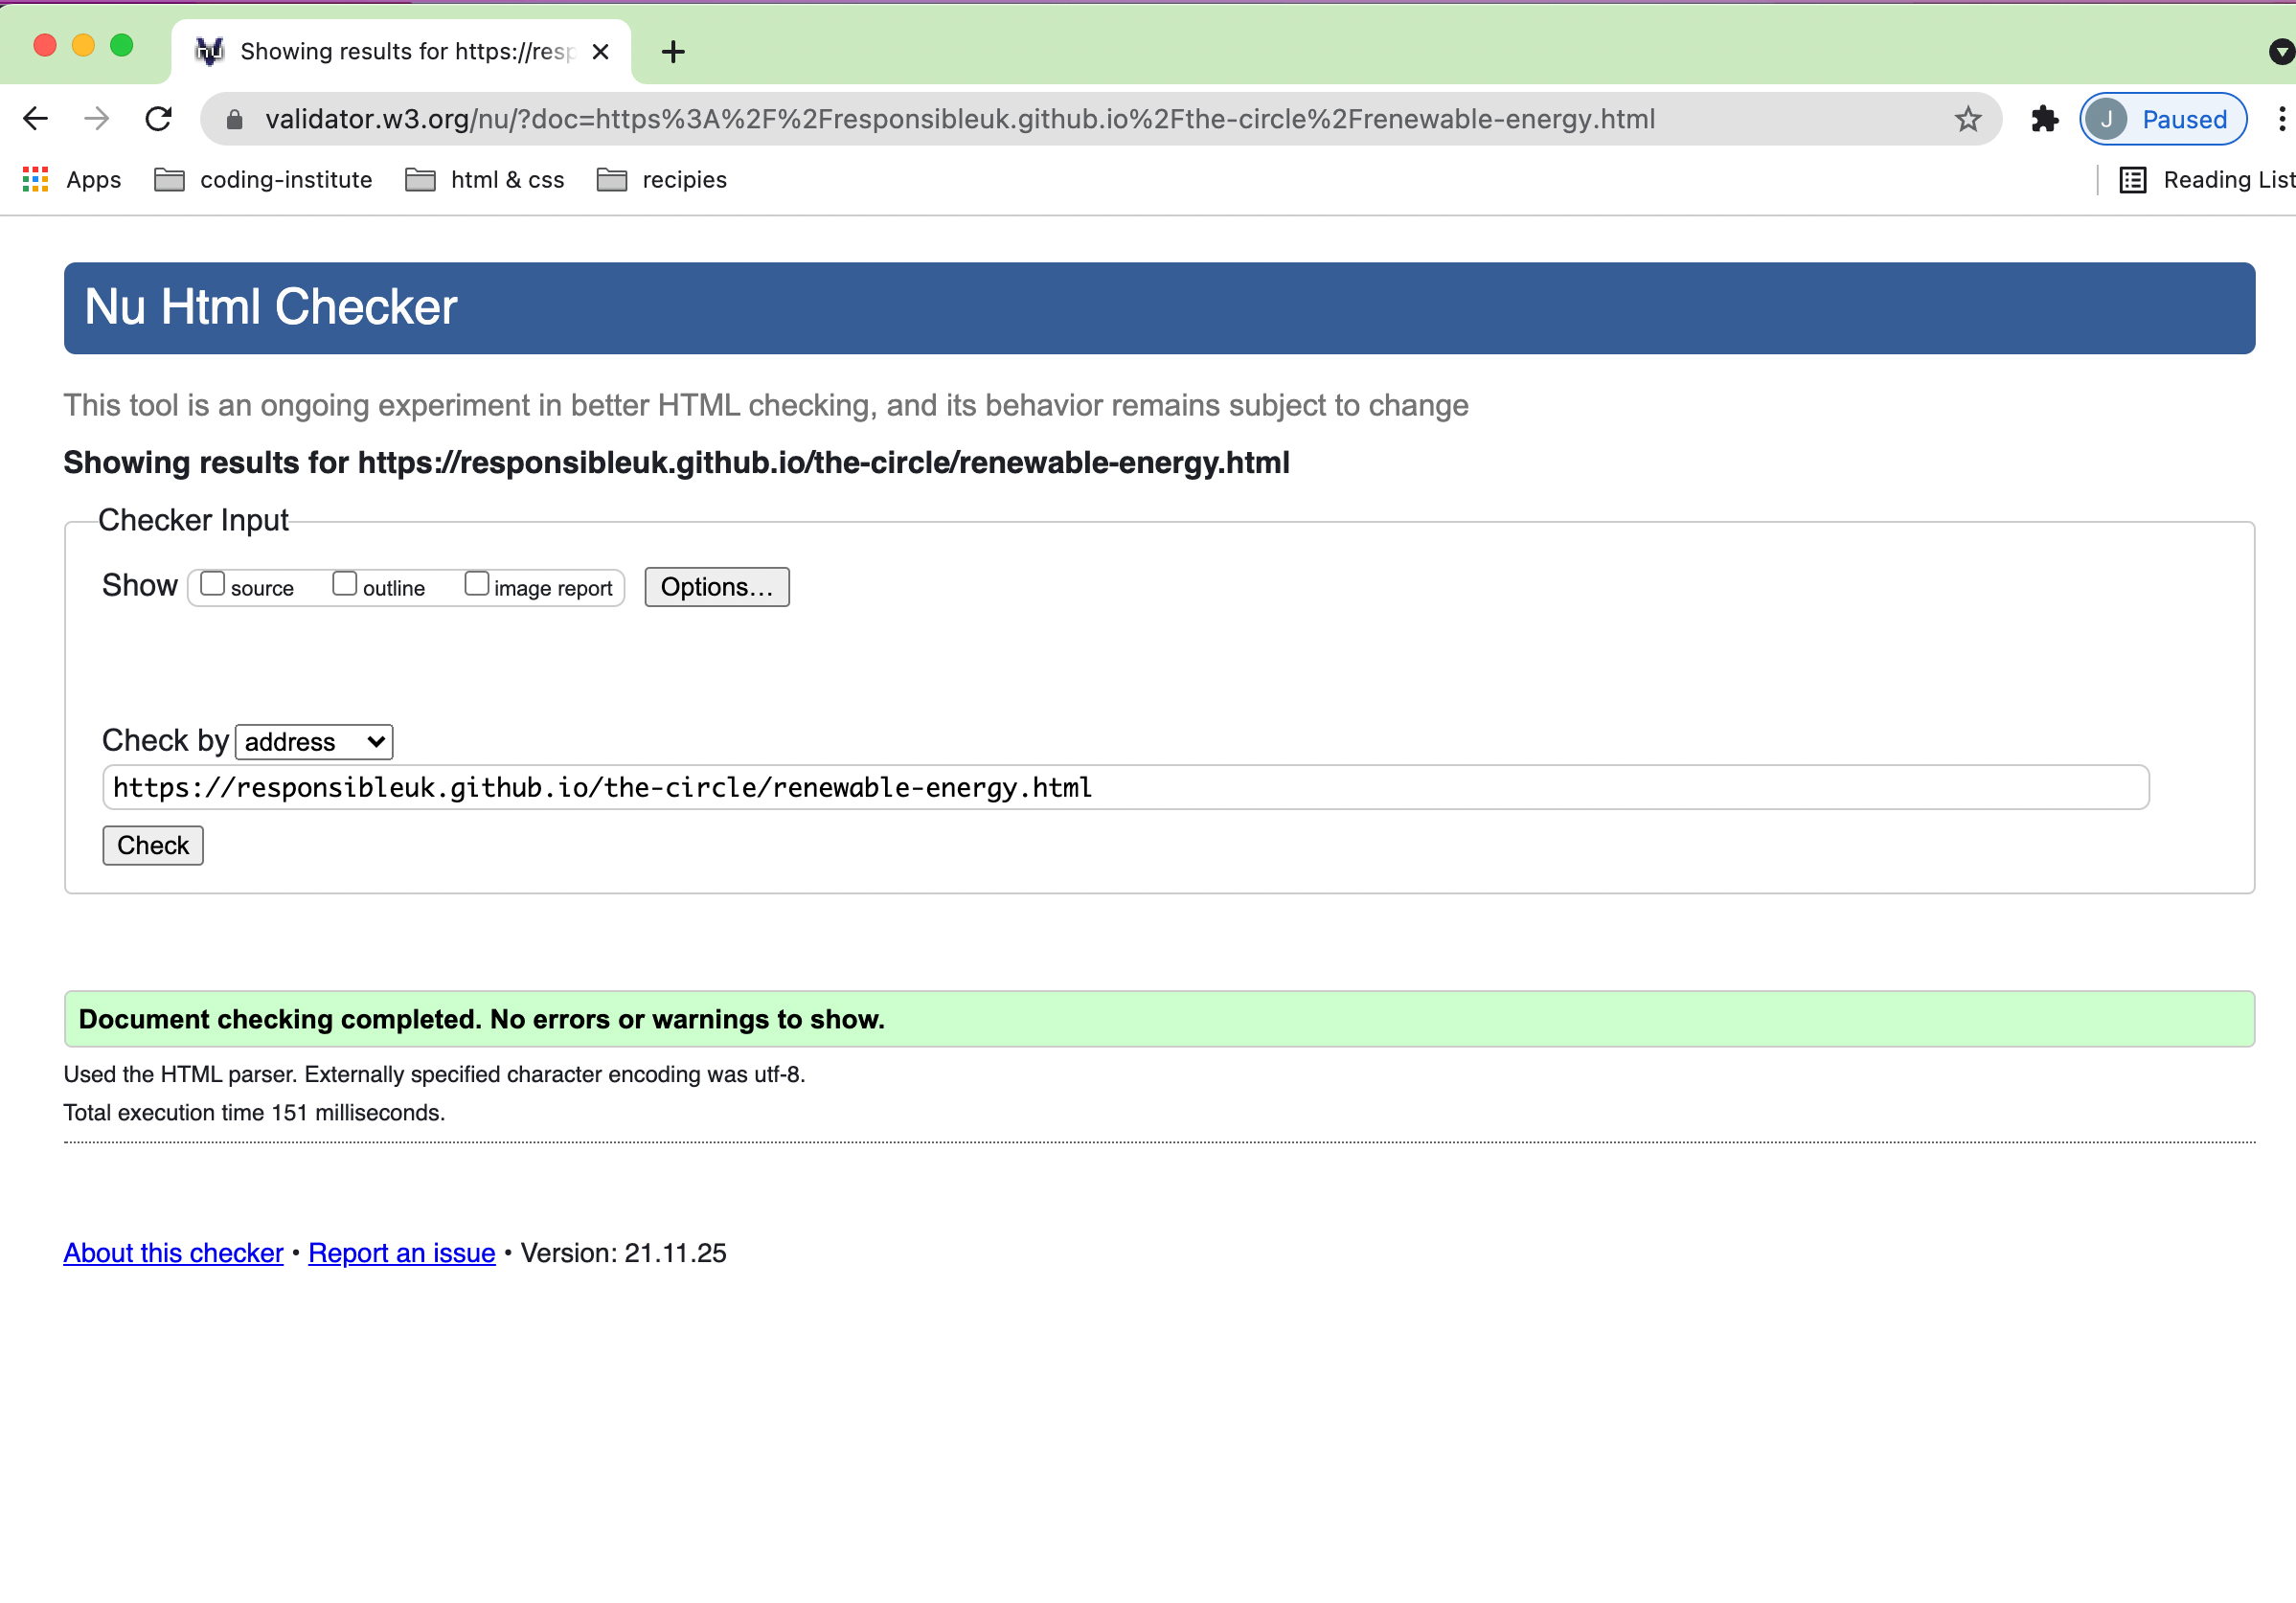 Showing results for https://resp
validator.w3.org/nu/?doc=https%3A%2F%2Fresponsibleuk.github.io%2Fthe-circle%2Frenewable-energy.html
J
Paused
Apps
coding-institute
html & css
recipies
Reading List
Nu Html Checker
This tool is an ongoing experiment in better HTML checking, and its behavior remains subject to change
Showing results for https://responsibleuk.github.io/the-circle/renewable-energy.html
Checker Input
Show source outline image report Options…
Check by address
https://responsibleuk.github.io/the-circle/renewable-energy.html
Check
Document checking completed. No errors or warnings to show.
Used the HTML parser. Externally specified character encoding was utf-8.
Total execution time 151 milliseconds.
About this checker • Report an issue • Version: 21.11.25